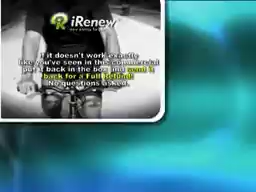 iRenew
If it doesn't work exactly
like you've seen in this commercial
put it back in the box and send it
back for a Full Refund!
No questions asked.